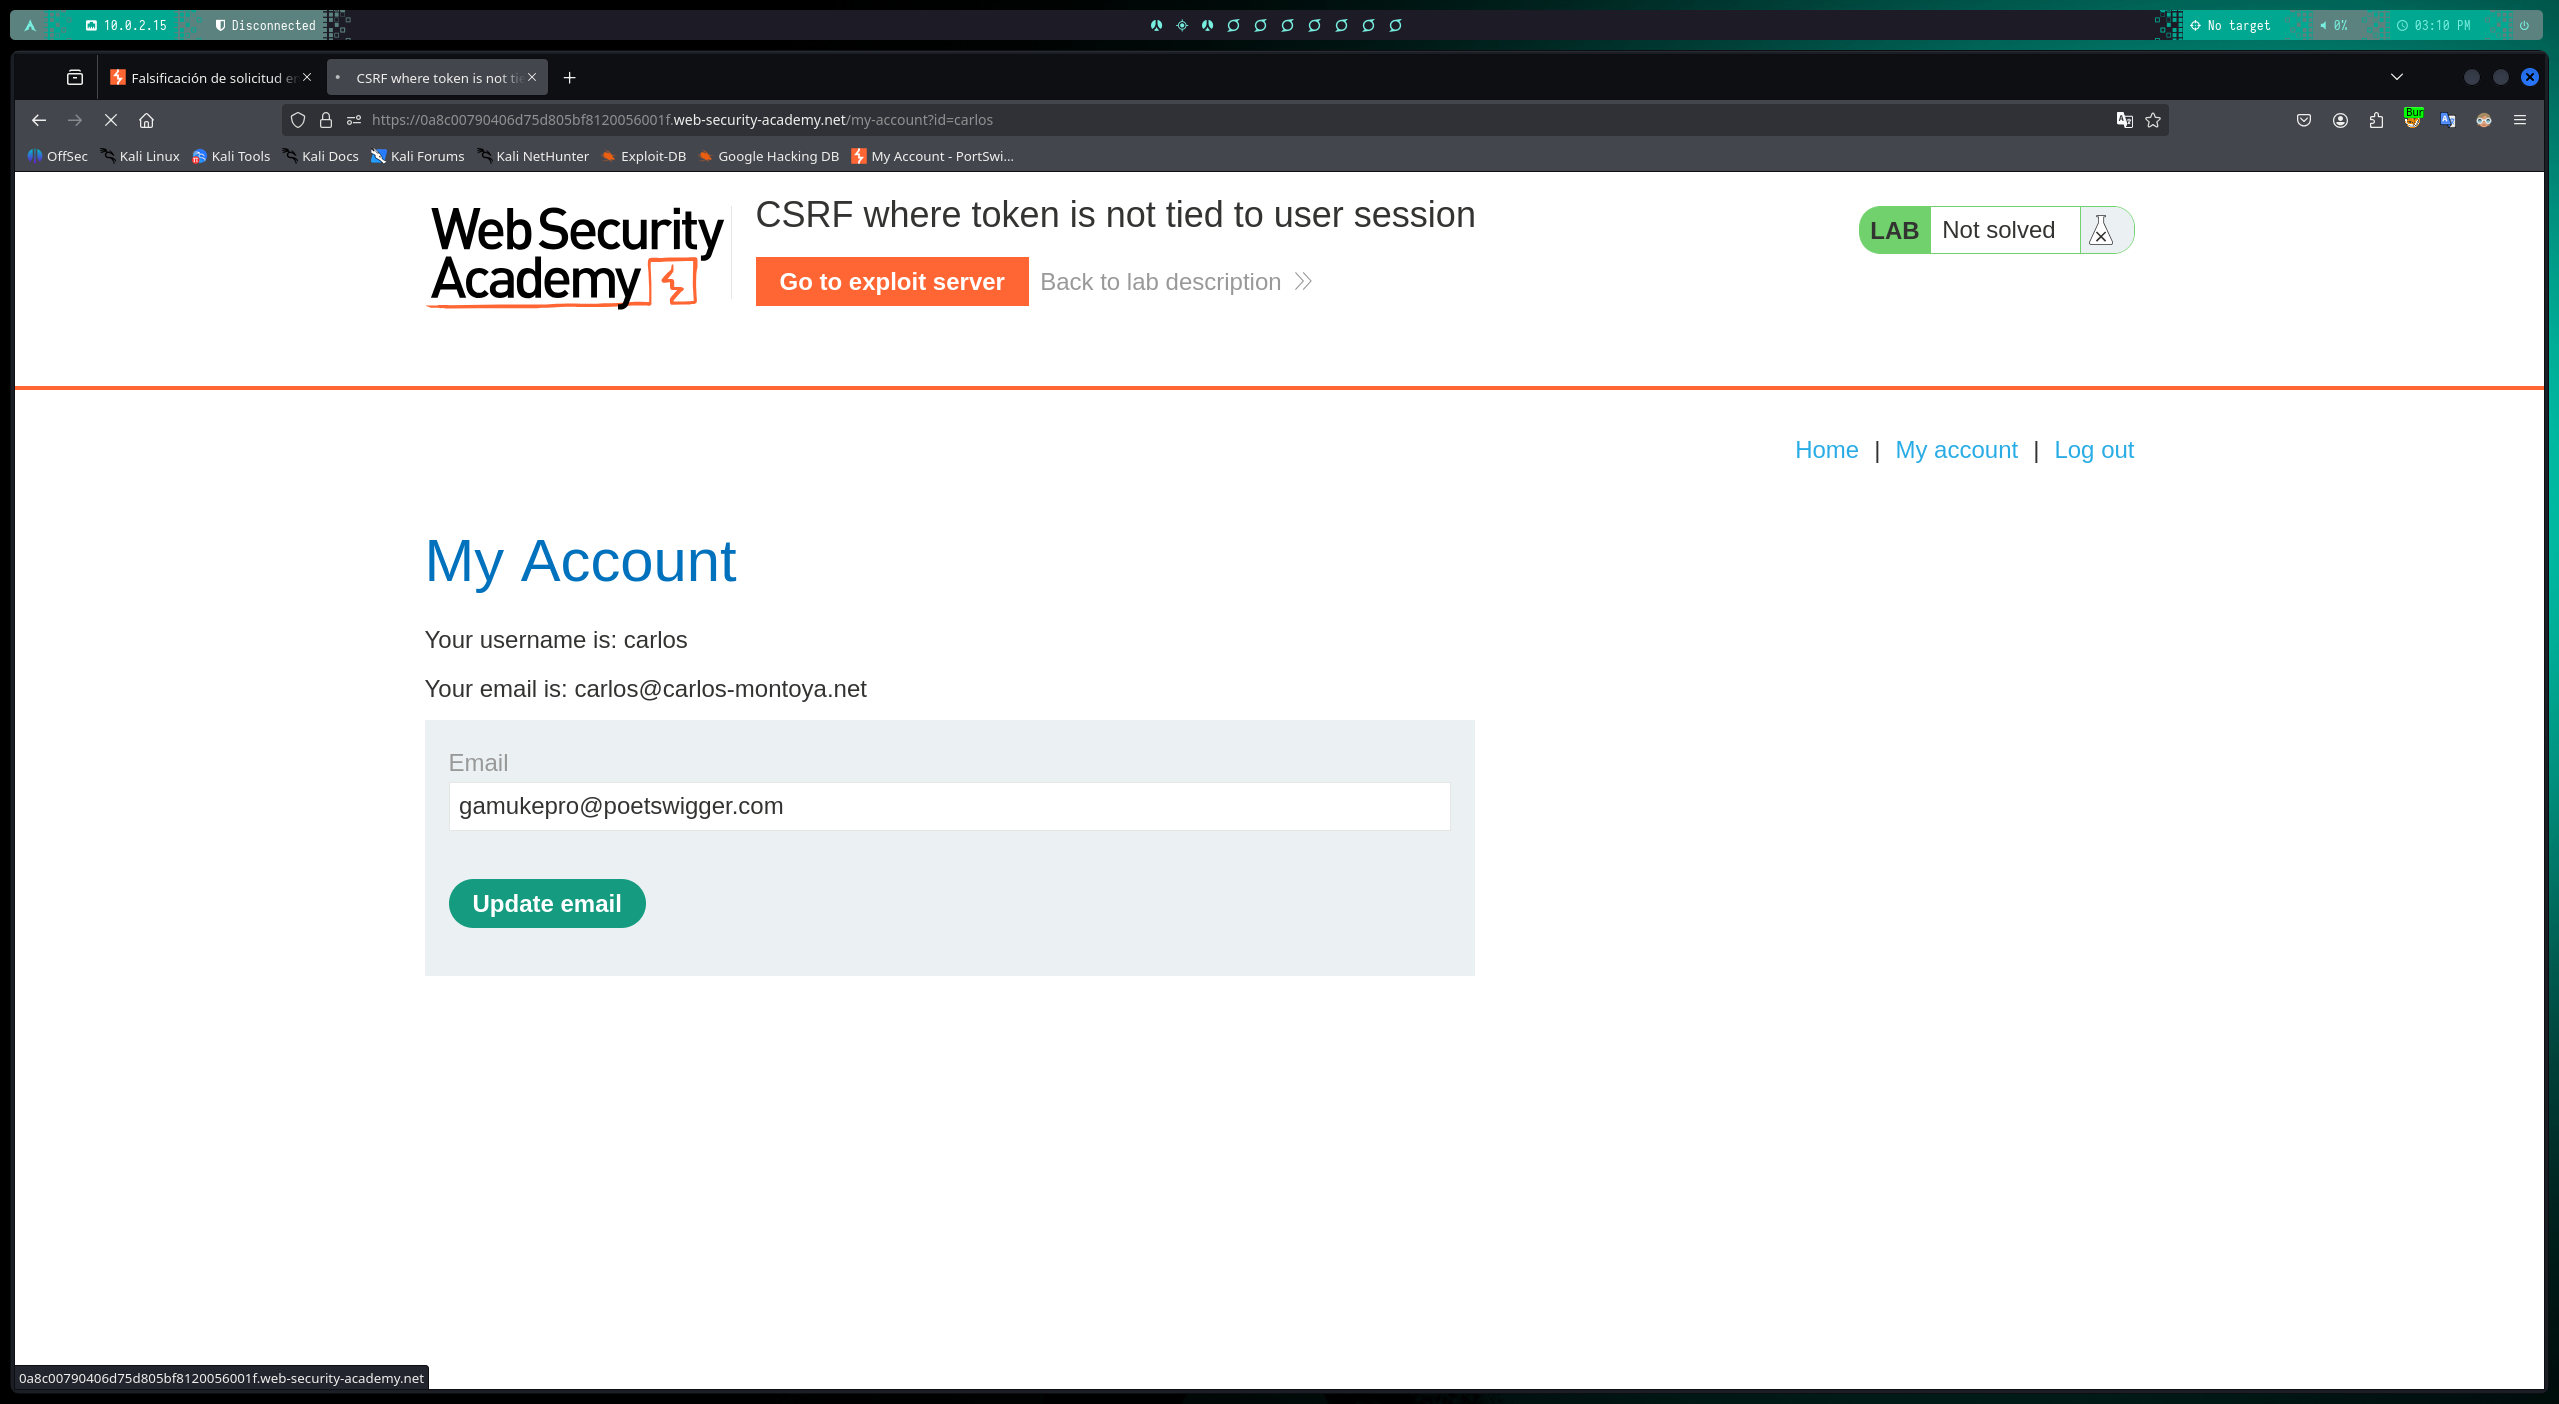 10.0.2.15 Disconnected No target 0% 03:10 PM
Falsificación de solicitud en CSRF where token is not tie
https://0a8c00790406d75d805bf8120056001f.web-security-academy.net/my-account?id=carlos
Bur
OffSec Kali Linux Kali Tools Kali Docs Kali Forums Kali NetHunter Exploit-DB Google Hacking DB My Account - PortSwi...
Web Security
Academy
CSRF where token is not tied to user session
LAB Not solved
Go to exploit server Back to lab description
Home | My account | Log out
My Account
Your username is: carlos
Your email is: carlos@carlos-montoya.net
Email
gamukepro@poetswigger.com
Update email
0a8c00790406d75d805bf8120056001f.web-security-academy.net